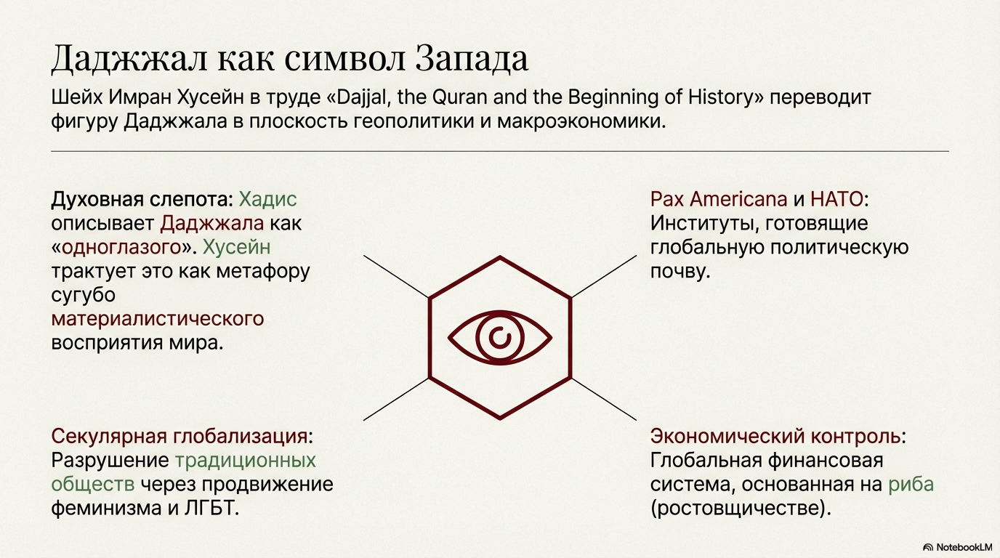 Даджжал как символ Запада
Шейх Имран Хусейн в труде «Dajjal, the Quran and the Beginning of History» переводит
фигуру Даджжала в плоскость геополитики и макроэкономики.
Духовная слепота: Хадис
описывает Даджжала как
«одноглазого». Хусейн
трактует это как метафору
сугубо
материалистического
восприятия мира.
Pax Americana и НАТО:
Институты, готовящие
глобальную политическую
почву.
Секулярная глобализация:
Разрушение традиционных
обществ через продвижение
феминизма и ЛГБТ.
Экономический контроль:
Глобальная финансовая
система, основанная на риба
(ростовщичестве).
NotebookLM